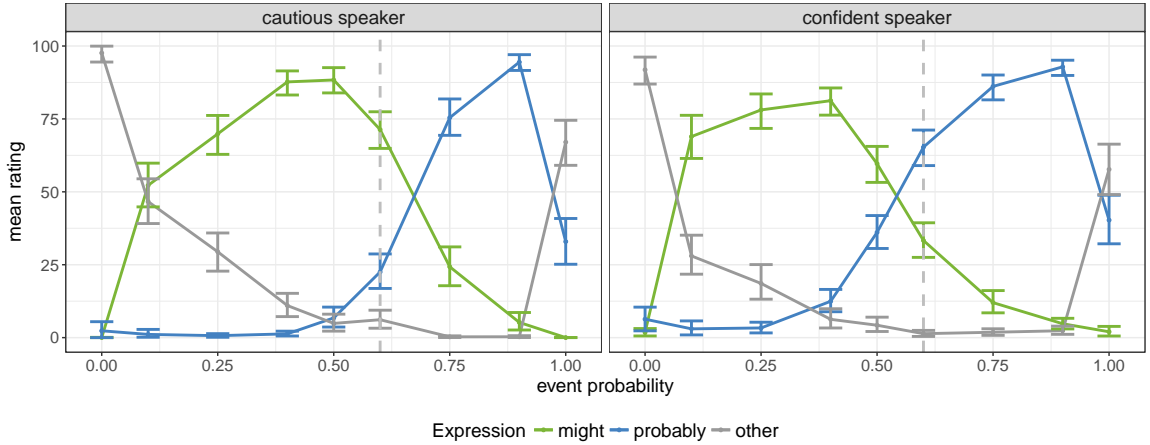 cautious speaker confident speaker
100
75
50
25
0
mean rating
0.00 0.25 0.50 0.75 1.00 0.00 0.25 0.50 0.75 1.00
event probability
Expression might probably other